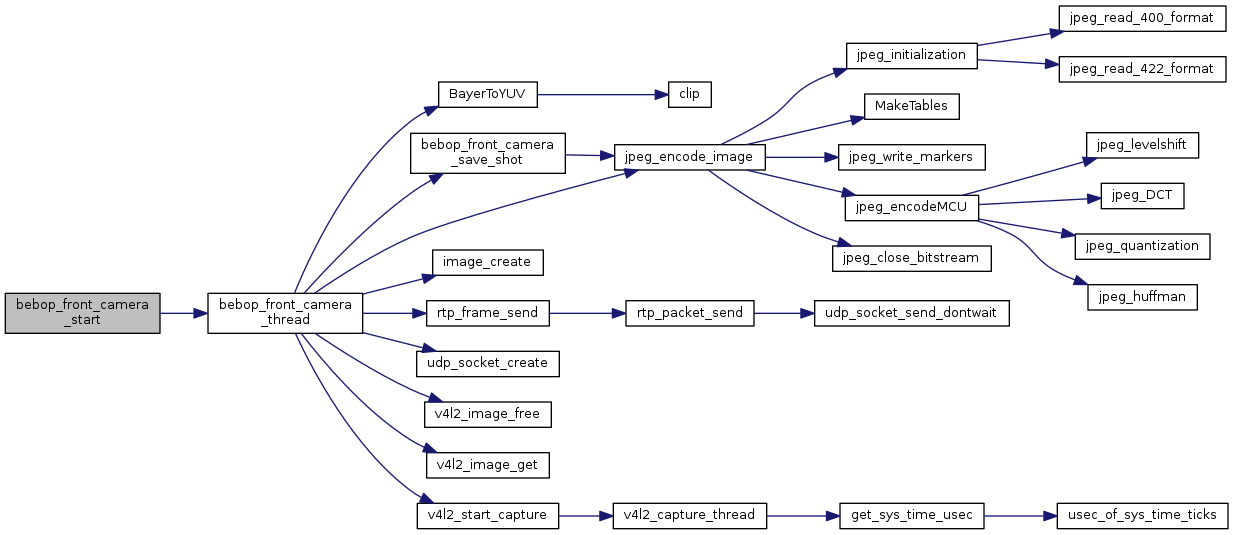 bebop_front_camera
_start
bebop_front_camera
_thread
BayerToYUV
clip
bebop_front_camera
_save_shot
jpeg_encode_image
jpeg_initialization
jpeg_read_400_format
jpeg_read_422_format
MakeTables
jpeg_write_markers
jpeg_encodeMCU
jpeg_levelshift
jpeg_DCT
jpeg_quantization
jpeg_huffman
jpeg_close_bitstream
image_create
rtp_frame_send
rtp_packet_send
udp_socket_send_dontwait
udp_socket_create
v4l2_image_free
v4l2_image_get
v4l2_start_capture
v4l2_capture_thread
get_sys_time_usec
usec_of_sys_time_ticks